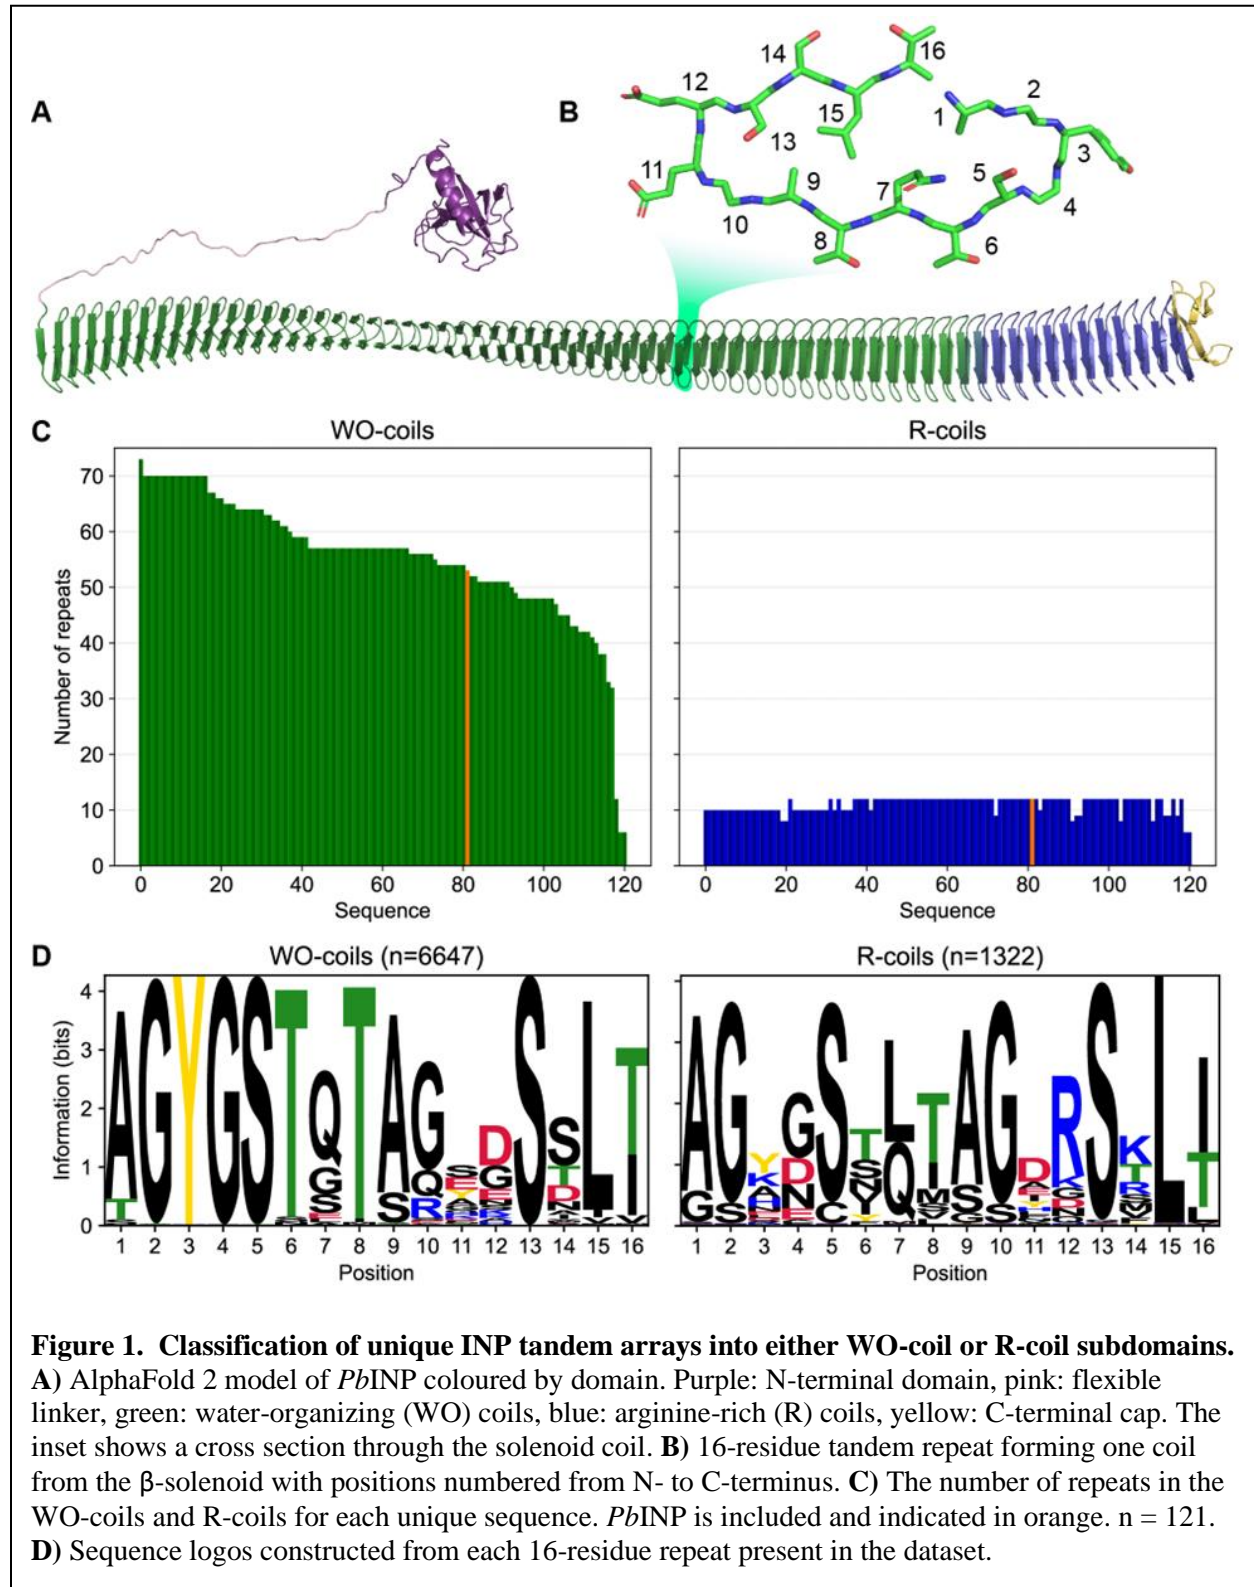 A
B
14
16
12
2
1
15
13
3
11
9
7
5
4
10
8
6
C
WO-coils
R-coils
Number of repeats
70
60
50
40
30
20
10
0
0 20 40 60 80 100 120
0 20 40 60 80 100 120
Sequence
Sequence
D
WO-coils (n=6647)
R-coils (n=1322)
Information (bits)
4
3
2
1
0
A G Y G S T Q T A G S D S S L T
T G Q G T I
S S R E E D
A G Y G S T L T A G D R S K L I
G S K D S Q I S S E K T T
1 2 3 4 5 6 7 8 9 10 11 12 13 14 15 16
1 2 3 4 5 6 7 8 9 10 11 12 13 14 15 16
Position
Position
Figure 1. Classification of unique INP tandem arrays into either WO-coil or R-coil subdomains.
A) AlphaFold 2 model of PbINP coloured by domain. Purple: N-terminal domain, pink: flexible
linker, green: water-organizing (WO) coils, blue: arginine-rich (R) coils, yellow: C-terminal cap. The
inset shows a cross section through the solenoid coil. B) 16-residue tandem repeat forming one coil
from the β-solenoid with positions numbered from N- to C-terminus. C) The number of repeats in the
WO-coils and R-coils for each unique sequence. PbINP is included and indicated in orange. n = 121.
D) Sequence logos constructed from each 16-residue repeat present in the dataset.